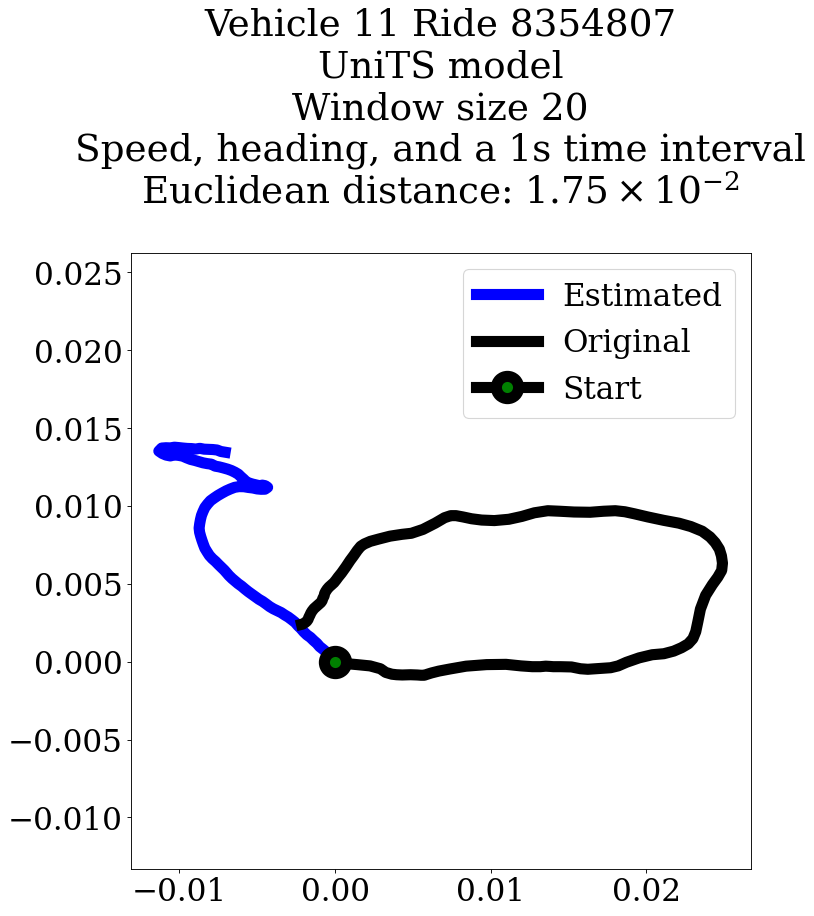 Vehicle 11 Ride 8354807
UniTS model
Window size 20
Speed, heading, and a 1s time interval
Euclidean distance: 1.75 × 10⁻²
Estimated
Original
Start
0.025
0.020
0.015
0.010
0.005
0.000
−0.005
−0.010
−0.01 0.00 0.01 0.02